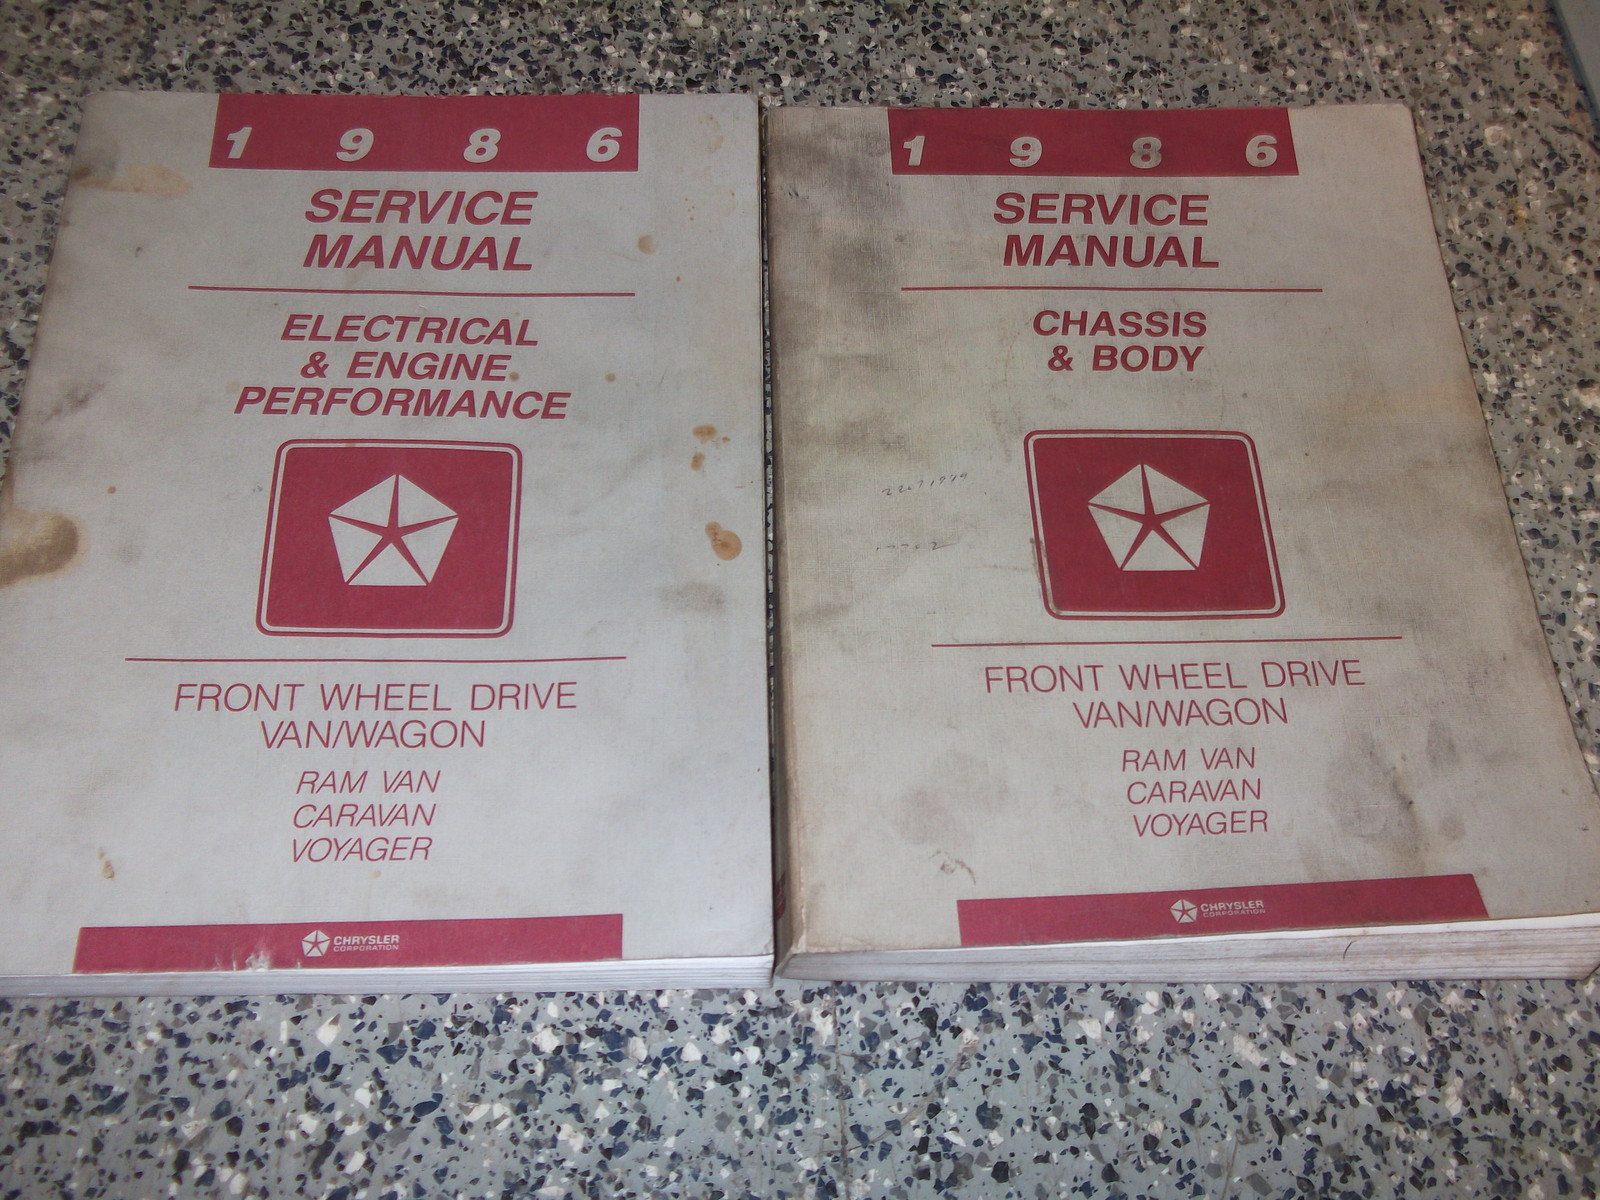 1 9 8 6
SERVICE
MANUAL
ELECTRICAL
& ENGINE
PERFORMANCE
FRONT WHEEL DRIVE
VAN/WAGON
RAM VAN
CARAVAN
VOYAGER
CHRYSLER
CORPORATION
1 9 8 6
SERVICE
MANUAL
CHASSIS
& BODY
FRONT WHEEL DRIVE
VAN/WAGON
RAM VAN
CARAVAN
VOYAGER
CHRYSLER
CORPORATION